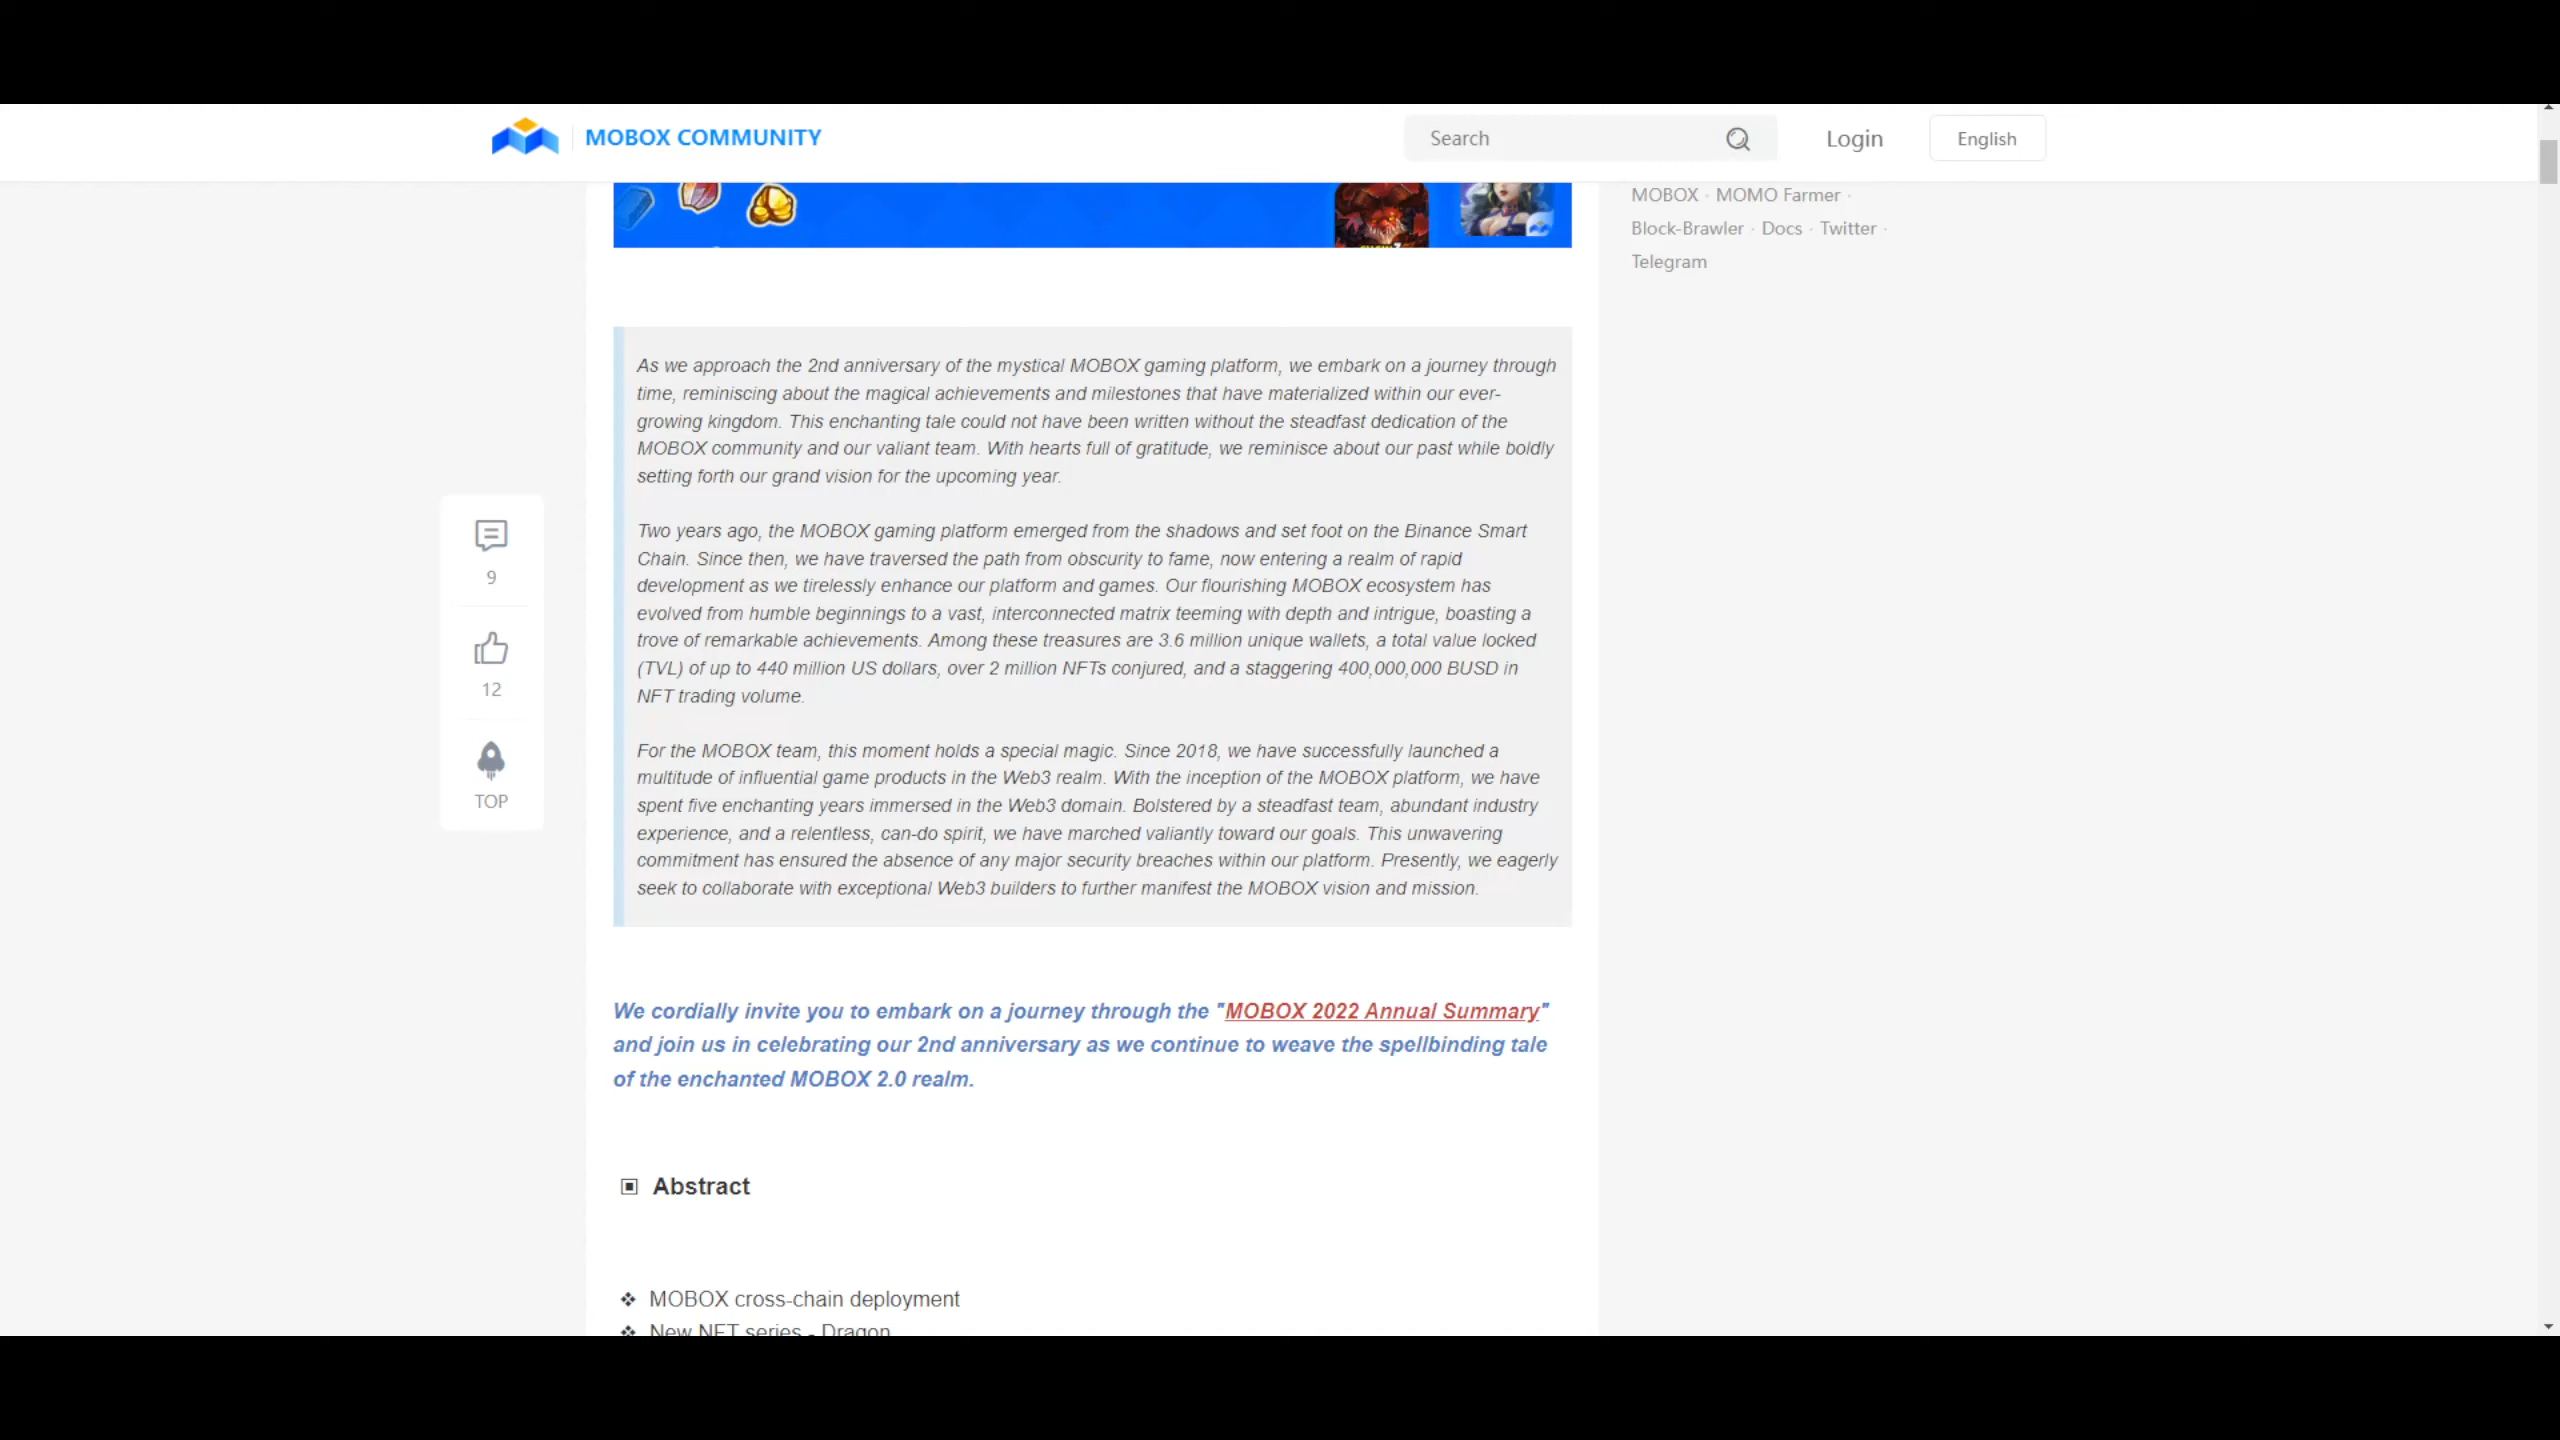 MOBOX COMMUNITY
Search
Login
English
MOBOX · MOMO Farmer ·
Block-Brawler · Docs · Twitter ·
Telegram
As we approach the 2nd anniversary of the mystical MOBOX gaming platform, we embark on a journey through
time, reminiscing about the magical achievements and milestones that have materialized within our ever-
growing kingdom. This enchanting tale could not have been written without the steadfast dedication of the
MOBOX community and our valiant team. With hearts full of gratitude, we reminisce about our past while boldly
setting forth our grand vision for the upcoming year.
Two years ago, the MOBOX gaming platform emerged from the shadows and set foot on the Binance Smart
Chain. Since then, we have traversed the path from obscurity to fame, now entering a realm of rapid
development as we tirelessly enhance our platform and games. Our flourishing MOBOX ecosystem has
evolved from humble beginnings to a vast, interconnected matrix teeming with depth and intrigue, boasting a
trove of remarkable achievements. Among these treasures are 3.6 million unique wallets, a total value locked
(TVL) of up to 440 million US dollars, over 2 million NFTs conjured, and a staggering 400,000,000 BUSD in
NFT trading volume.
For the MOBOX team, this moment holds a special magic. Since 2018, we have successfully launched a
multitude of influential game products in the Web3 realm. With the inception of the MOBOX platform, we have
spent five enchanting years immersed in the Web3 domain. Bolstered by a steadfast team, abundant industry
experience, and a relentless, can-do spirit, we have marched valiantly toward our goals. This unwavering
commitment has ensured the absence of any major security breaches within our platform. Presently, we eagerly
seek to collaborate with exceptional Web3 builders to further manifest the MOBOX vision and mission.
9
12
TOP
We cordially invite you to embark on a journey through the "MOBOX 2022 Annual Summary"
and join us in celebrating our 2nd anniversary as we continue to weave the spellbinding tale
of the enchanted MOBOX 2.0 realm.
Abstract
MOBOX cross-chain deployment
New NFT series - Dragon